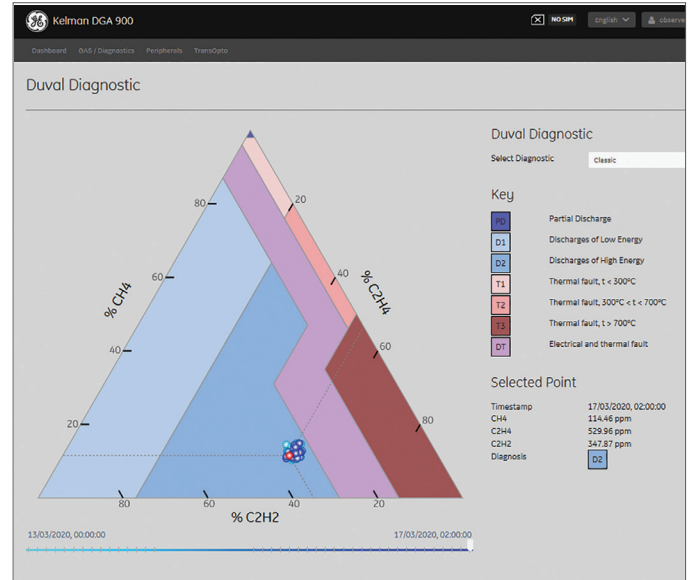 Kelman DGA 900
NO SIM
English
observe
Dashboard GAS / Diagnostics Peripherals TransOpto
Duval Diagnostic
Duval Diagnostic
Select Diagnostic Classic
Key
PD Partial Discharge
D1 Discharges of Low Energy
D2 Discharges of High Energy
T1 Thermal fault, t < 300°C
T2 Thermal fault, 300°C < t < 700°C
T3 Thermal fault, t > 700°C
DT Electrical and thermal fault
Selected Point
Timestamp 17/03/2020, 02:00:00
CH4 114.46 ppm
C2H4 529.96 ppm
C2H2 347.87 ppm
Diagnosis D2
% CH4
80
60
40
20
% C2H4
20
40
60
80
80 60 40 20
% C2H2
13/03/2020, 00:00:00 17/03/2020, 02:00:00